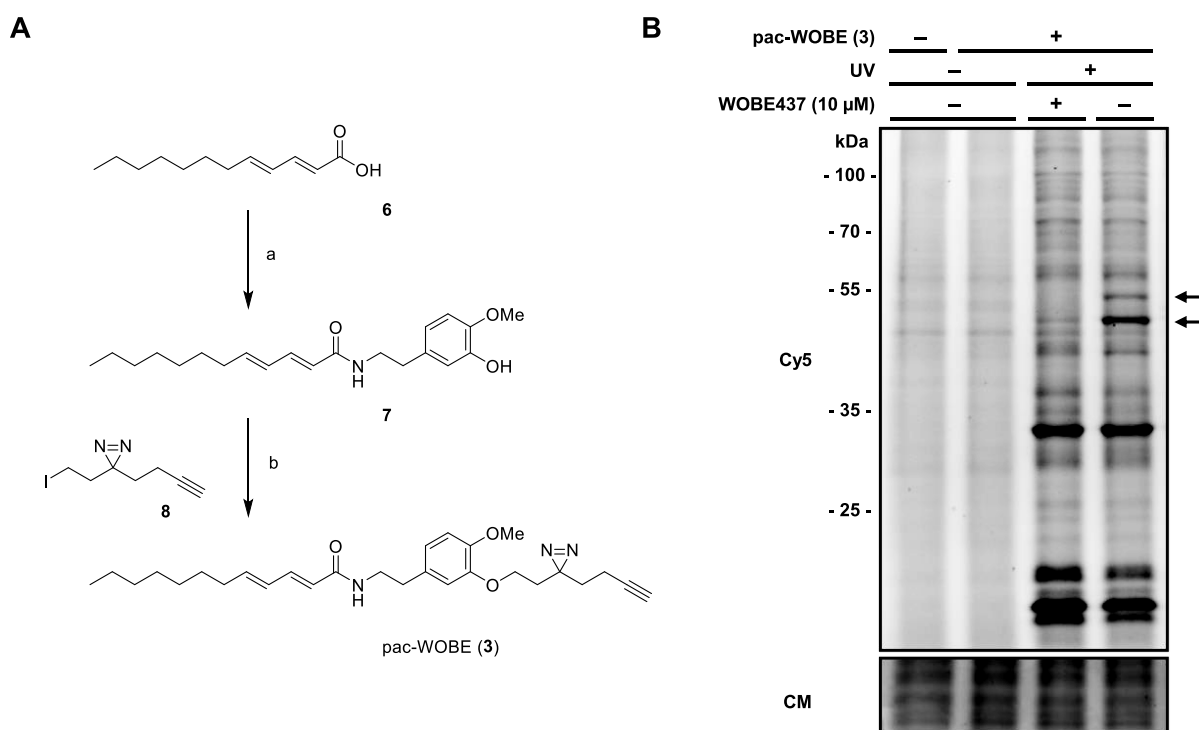 A
O
OH
6
a
O
N
H
OMe
OH
7
N=N
I
8
b
O
N
H
OMe
O
N=N
pac-WOBE (3)
B
pac-WOBE (3) – +
UV – +
WOBE437 (10 µM) – + –
kDa
- 100 -
- 70 -
- 55 -
Cy5
- 35 -
- 25 -
CM